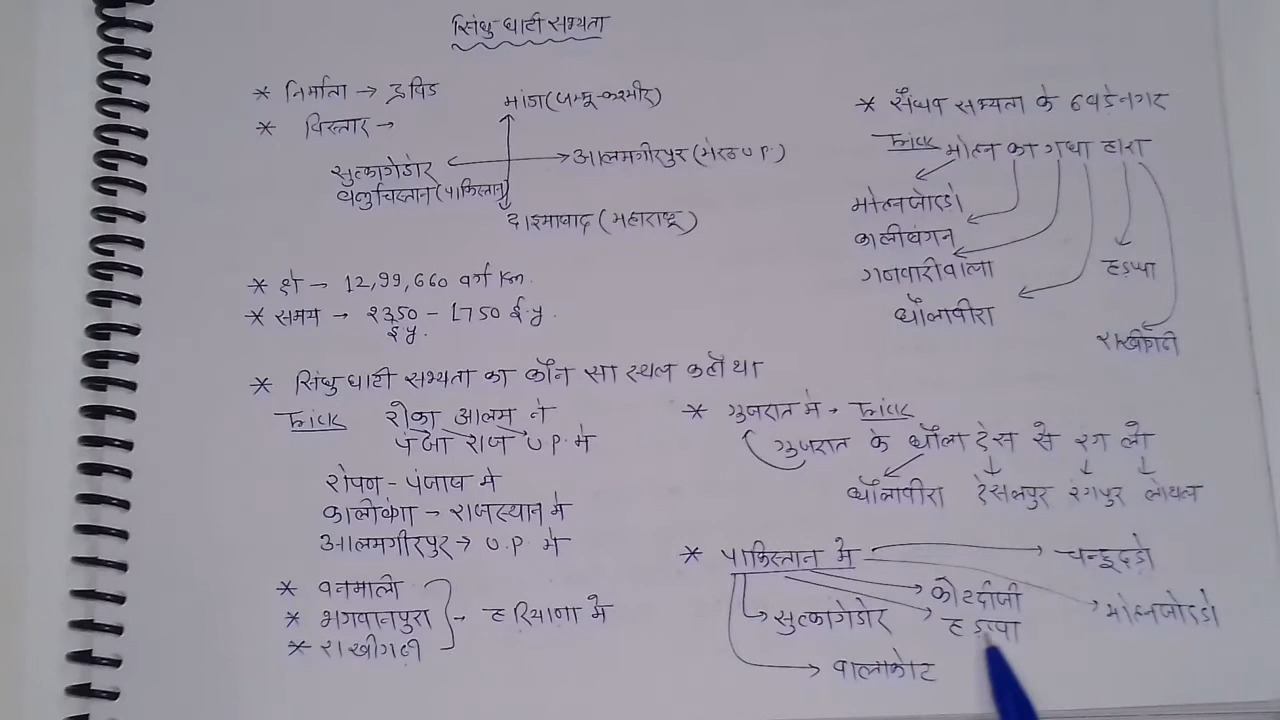 सिंधु घाटी सभ्यता
* निर्माता → द्रविड
* विस्तार →
मांडा (जम्मू-कश्मीर)
सुत्कागेंडोर
बलुचिस्तान (पाकिस्तान)
आलमगीरपुर (मेरठ U.P.)
दाइमाबाद (महाराष्ट्र)
* क्षे → 12,99,660 वर्ग Km.
* समय → 2350 - 1750 ई.पू.
ई.पू.
* सिंधु घाटी सभ्यता का कौन सा स्थल कहाँ था
Trick रोका आलम ने
पंजा राज U.P. मे
रोपण - पंजाब मे
कालीबंगा - राजस्थान मे
आलमगीरपुर → U.P. मे
* वनमाली
* भगवानपुरा - हरियाणा मे
* राखीगढ़ी
* सैंधव सभ्यता के 6 बड़े नगर
Trick मोहन का गधा हारा
मोहनजोदड़ो
कालीबंगन
गनवारीवाला
धौलावीरा
हडप्पा
राखीगढी
* गुजरात मे → Trick
गुजरात के धौला देस से रंग लो
धौलावीरा देसलपुर रंगपुर लोथल
* पाकिस्तान मे
चन्हुदडो
कोटदीजी
मोहनजोदडो
सुत्कागेडोर
हडप्पा
बालाकोट